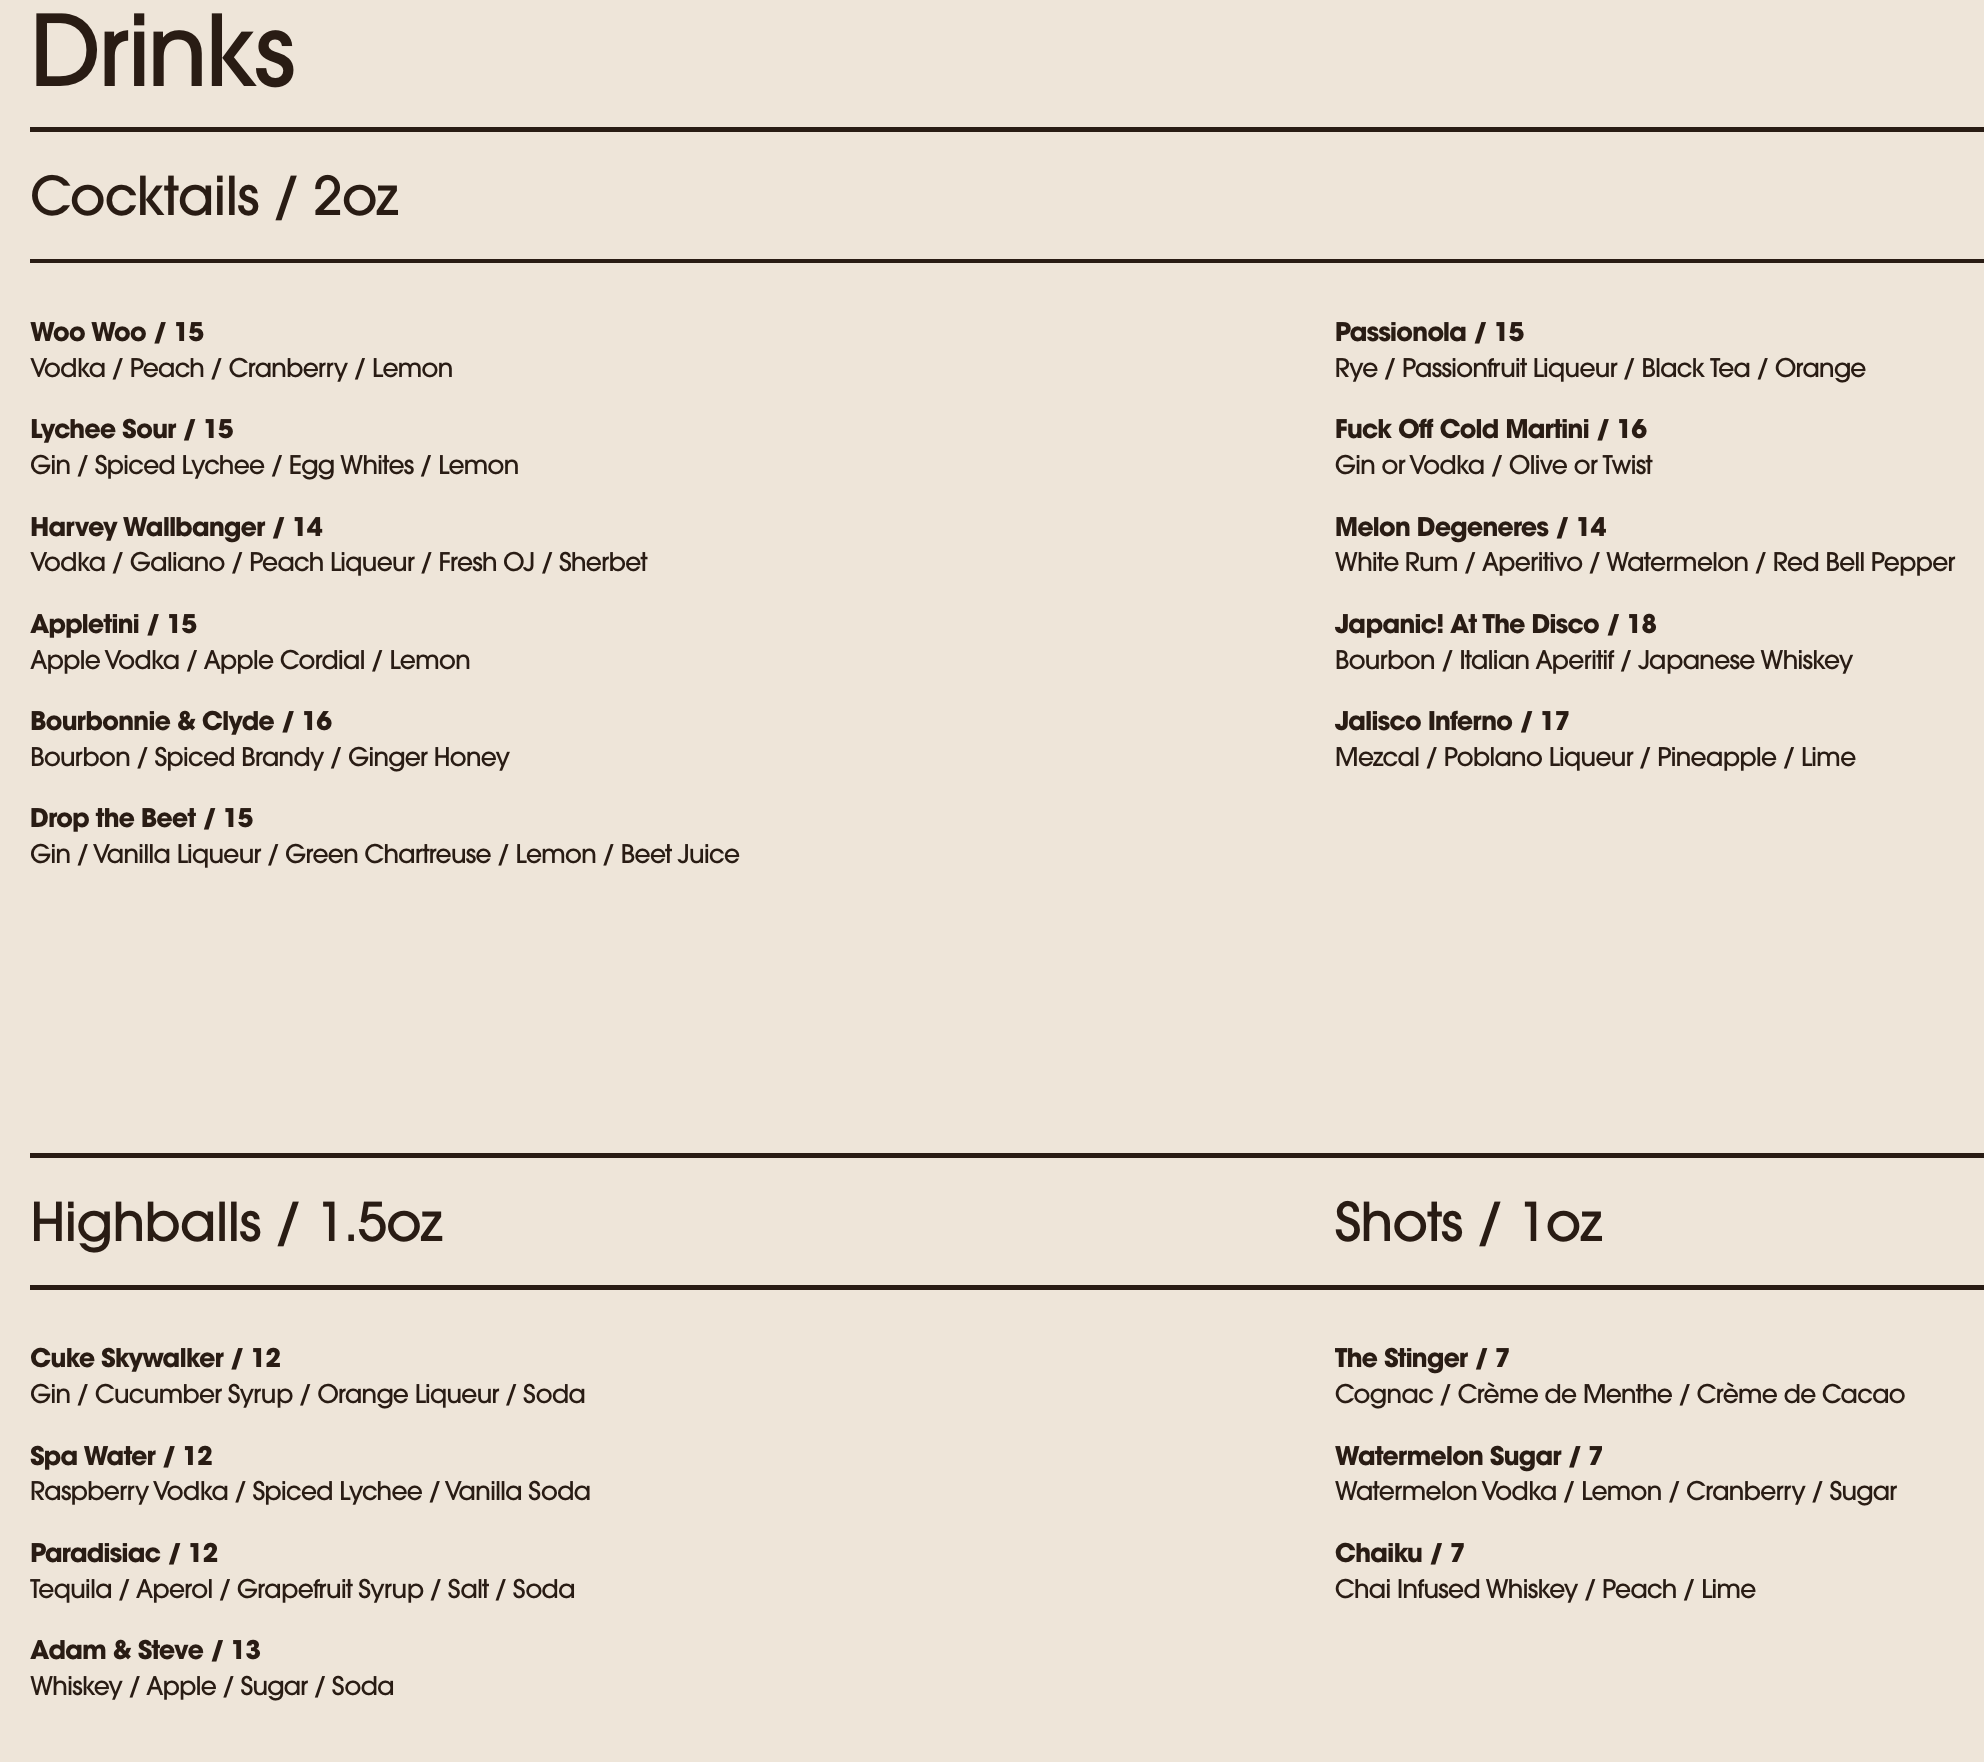 Drinks
Cocktails / 2oz
Woo Woo / 15
Vodka / Peach / Cranberry / Lemon
Lychee Sour / 15
Gin / Spiced Lychee / Egg Whites / Lemon
Harvey Wallbanger / 14
Vodka / Galiano / Peach Liqueur / Fresh OJ / Sherbet
Appletini / 15
Apple Vodka / Apple Cordial / Lemon
Bourbonnie & Clyde / 16
Bourbon / Spiced Brandy / Ginger Honey
Drop the Beet / 15
Gin / Vanilla Liqueur / Green Chartreuse / Lemon / Beet Juice
Passionola / 15
Rye / Passionfruit Liqueur / Black Tea / Orange
Fuck Off Cold Martini / 16
Gin or Vodka / Olive or Twist
Melon Degeneres / 14
White Rum / Aperitivo / Watermelon / Red Bell Pepper
Japanic! At The Disco / 18
Bourbon / Italian Aperitif / Japanese Whiskey
Jalisco Inferno / 17
Mezcal / Poblano Liqueur / Pineapple / Lime
Highballs / 1.5oz
Cuke Skywalker / 12
Gin / Cucumber Syrup / Orange Liqueur / Soda
Spa Water / 12
Raspberry Vodka / Spiced Lychee / Vanilla Soda
Paradisiac / 12
Tequila / Aperol / Grapefruit Syrup / Salt / Soda
Adam & Steve / 13
Whiskey / Apple / Sugar / Soda
Shots / 1oz
The Stinger / 7
Cognac / Crème de Menthe / Crème de Cacao
Watermelon Sugar / 7
Watermelon Vodka / Lemon / Cranberry / Sugar
Chaiku / 7
Chai Infused Whiskey / Peach / Lime